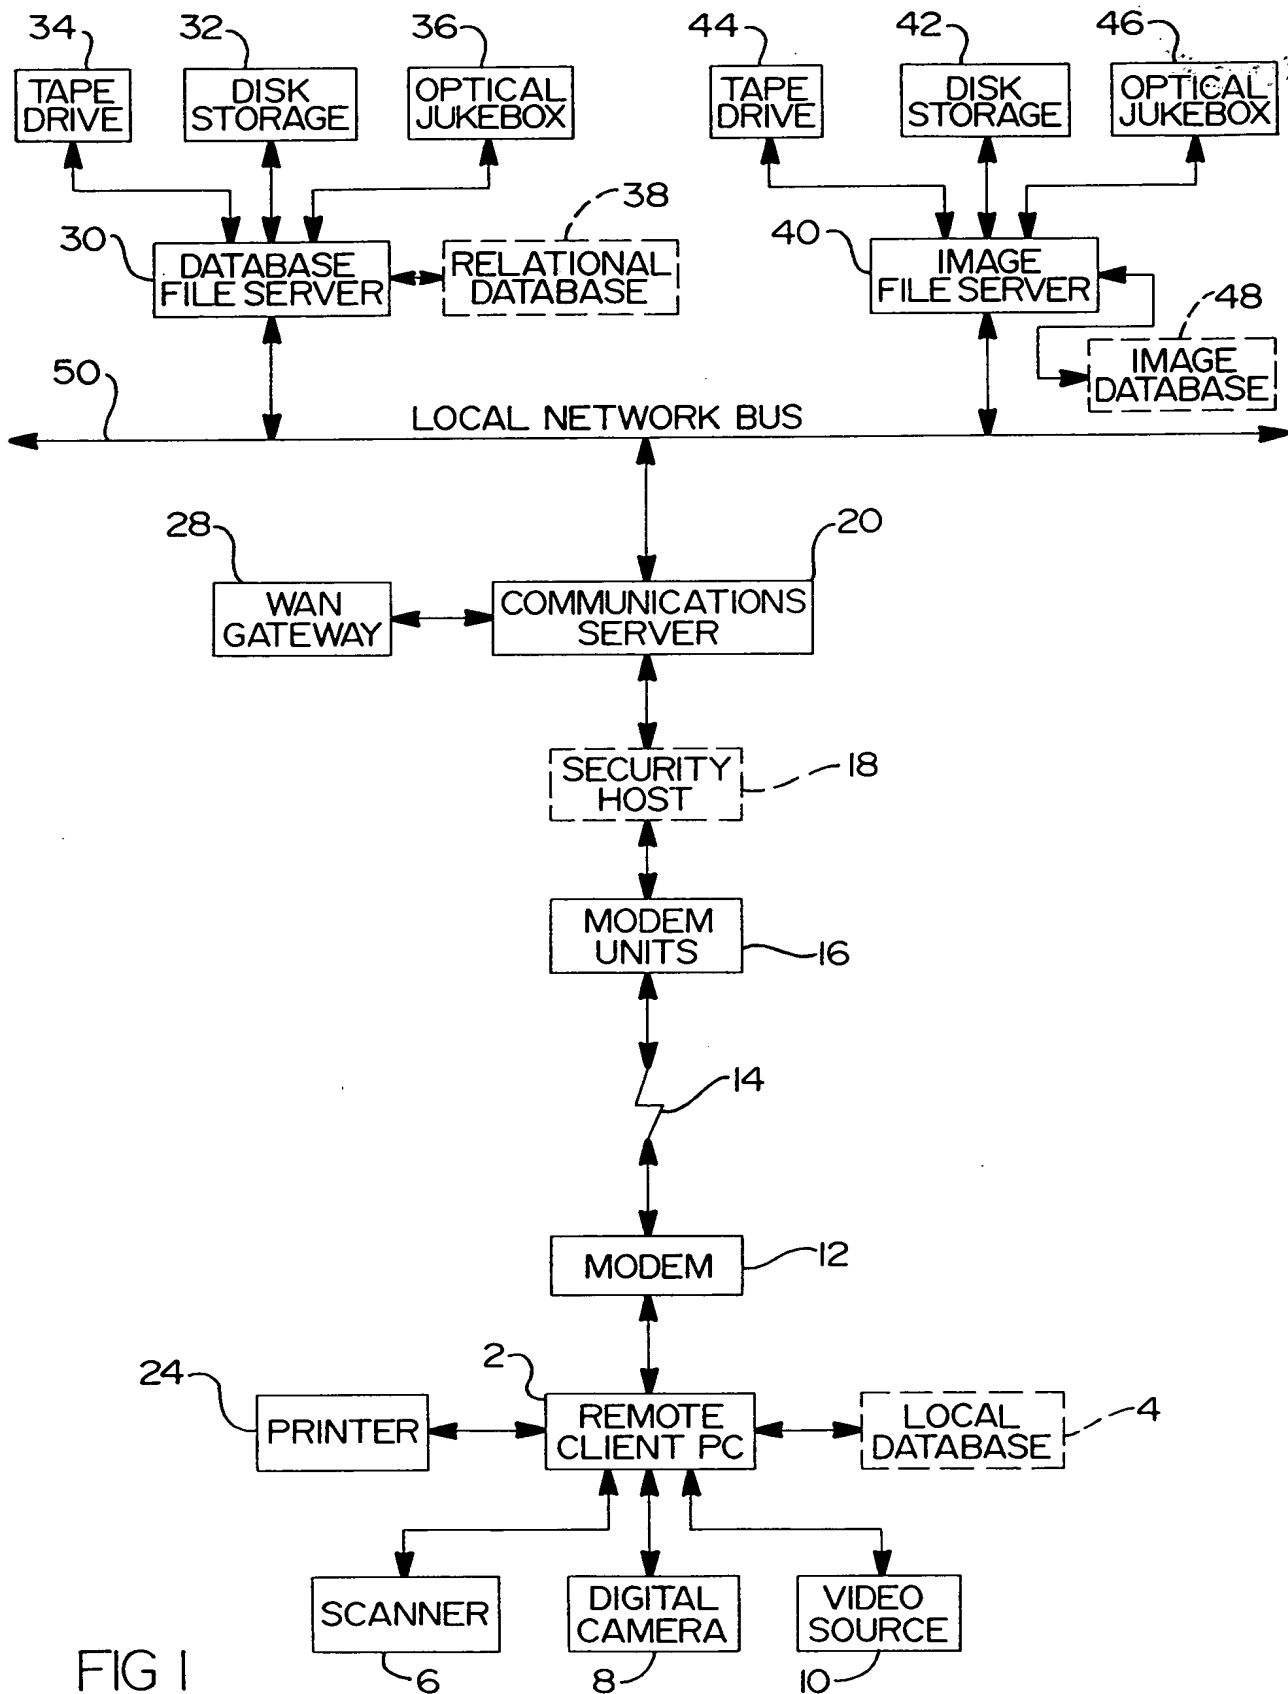 34 32 36 44 42 46
TAPE DRIVE
DISK STORAGE
OPTICAL JUKEBOX
TAPE DRIVE
DISK STORAGE
OPTICAL JUKEBOX
30
DATABASE FILE SERVER
38
RELATIONAL DATABASE
40
IMAGE FILE SERVER
48
IMAGE DATABASE
50
LOCAL NETWORK BUS
28
WAN GATEWAY
20
COMMUNICATIONS SERVER
SECURITY HOST
18
MODEM UNITS
16
14
MODEM
12
24
PRINTER
2
REMOTE CLIENT PC
LOCAL DATABASE
4
SCANNER
DIGITAL CAMERA
VIDEO SOURCE
6 8 10
FIG 1